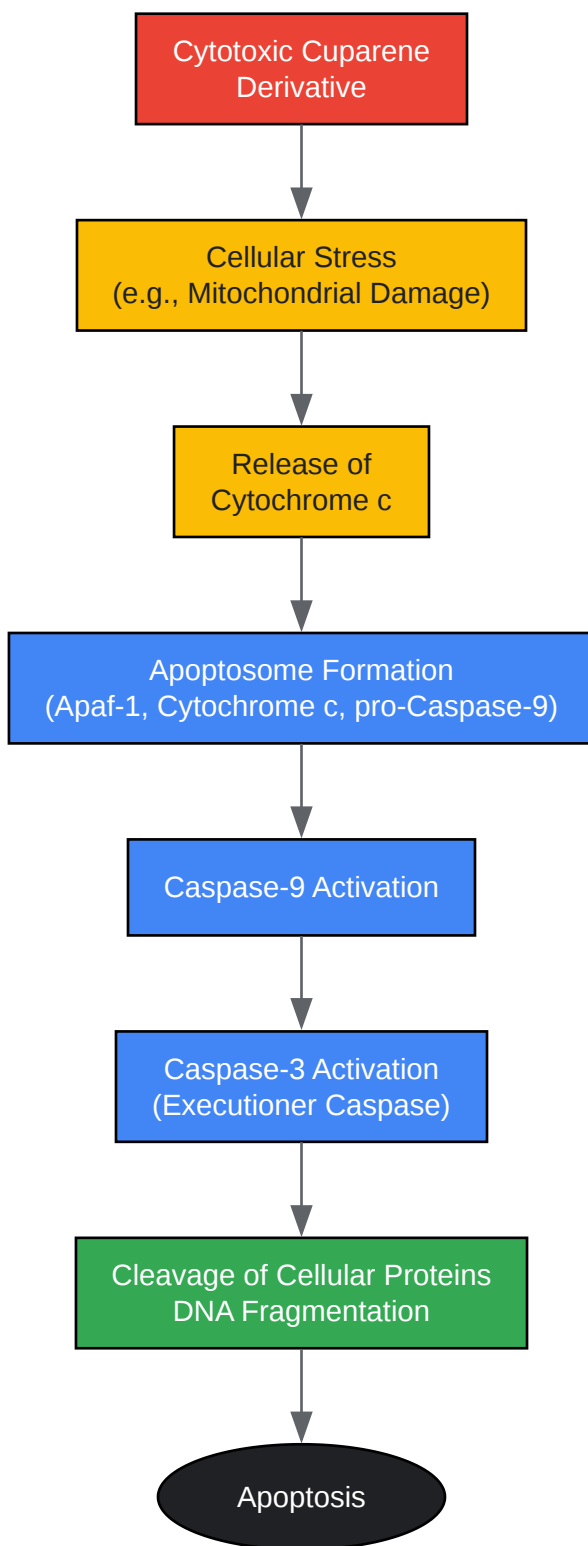 Cytotoxic Cuparene
Derivative
Cellular Stress
(e.g., Mitochondrial Damage)
Release of
Cytochrome c
Apoptosome Formation
(Apaf-1, Cytochrome c, pro-Caspase-9)
Caspase-9 Activation
Caspase-3 Activation
(Executioner Caspase)
Cleavage of Cellular Proteins
DNA Fragmentation
Apoptosis